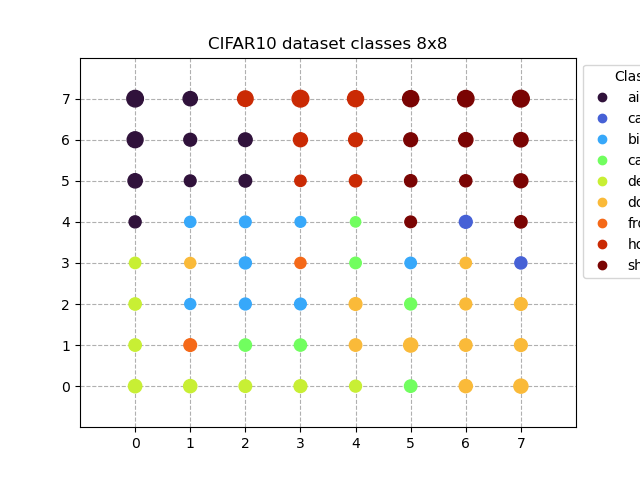 CIFAR10 dataset classes 8x8
7
6
5
4
3
2
1
0
0 1 2 3 4 5 6 7
Clas
ai
ca
bi
ca
de
do
fro
ho
sh